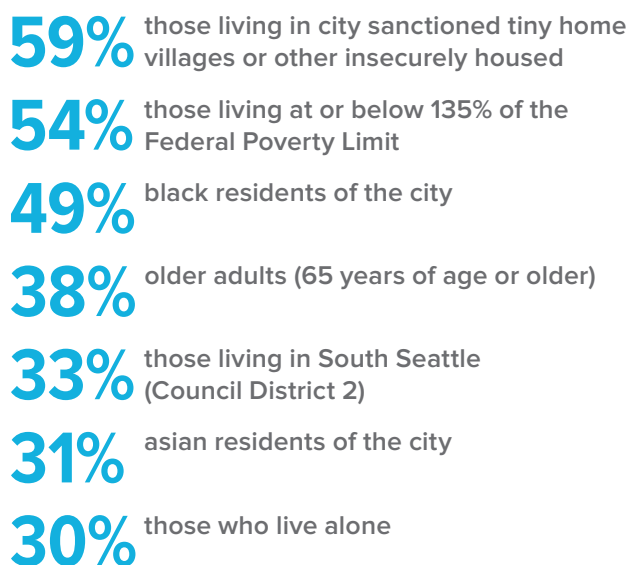 59% those living in city sanctioned tiny home
villages or other insecurely housed
54% those living at or below 135% of the
Federal Poverty Limit
49% black residents of the city
38% older adults (65 years of age or older)
33% those living in South Seattle
(Council District 2)
31% asian residents of the city
30% those who live alone